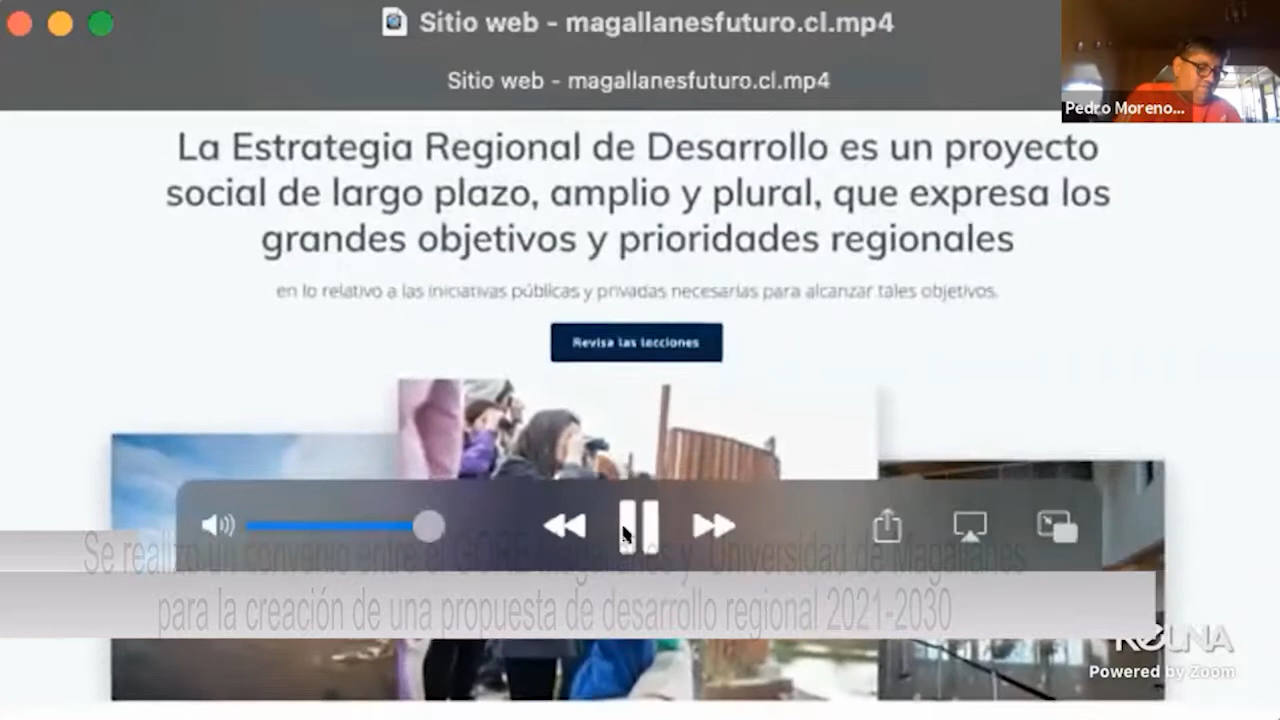 Sitio web - magallanesfuturo.cl.mp4
Sitio web - magallanesfuturo.cl.mp4
Pedro Moreno...
La Estrategia Regional de Desarrollo es un proyecto
social de largo plazo, amplio y plural, que expresa los
grandes objetivos y prioridades regionales
en lo relativo a las iniciativas públicas y privadas necesarias para alcanzar tales objetivos.
Revisa las lecciones
Se realizo un convenio entre el GORE Magallanes y Universidad de Magallanes
para la creación de una propuesta de desarrollo regional 2021-2030
Powered by Zoom